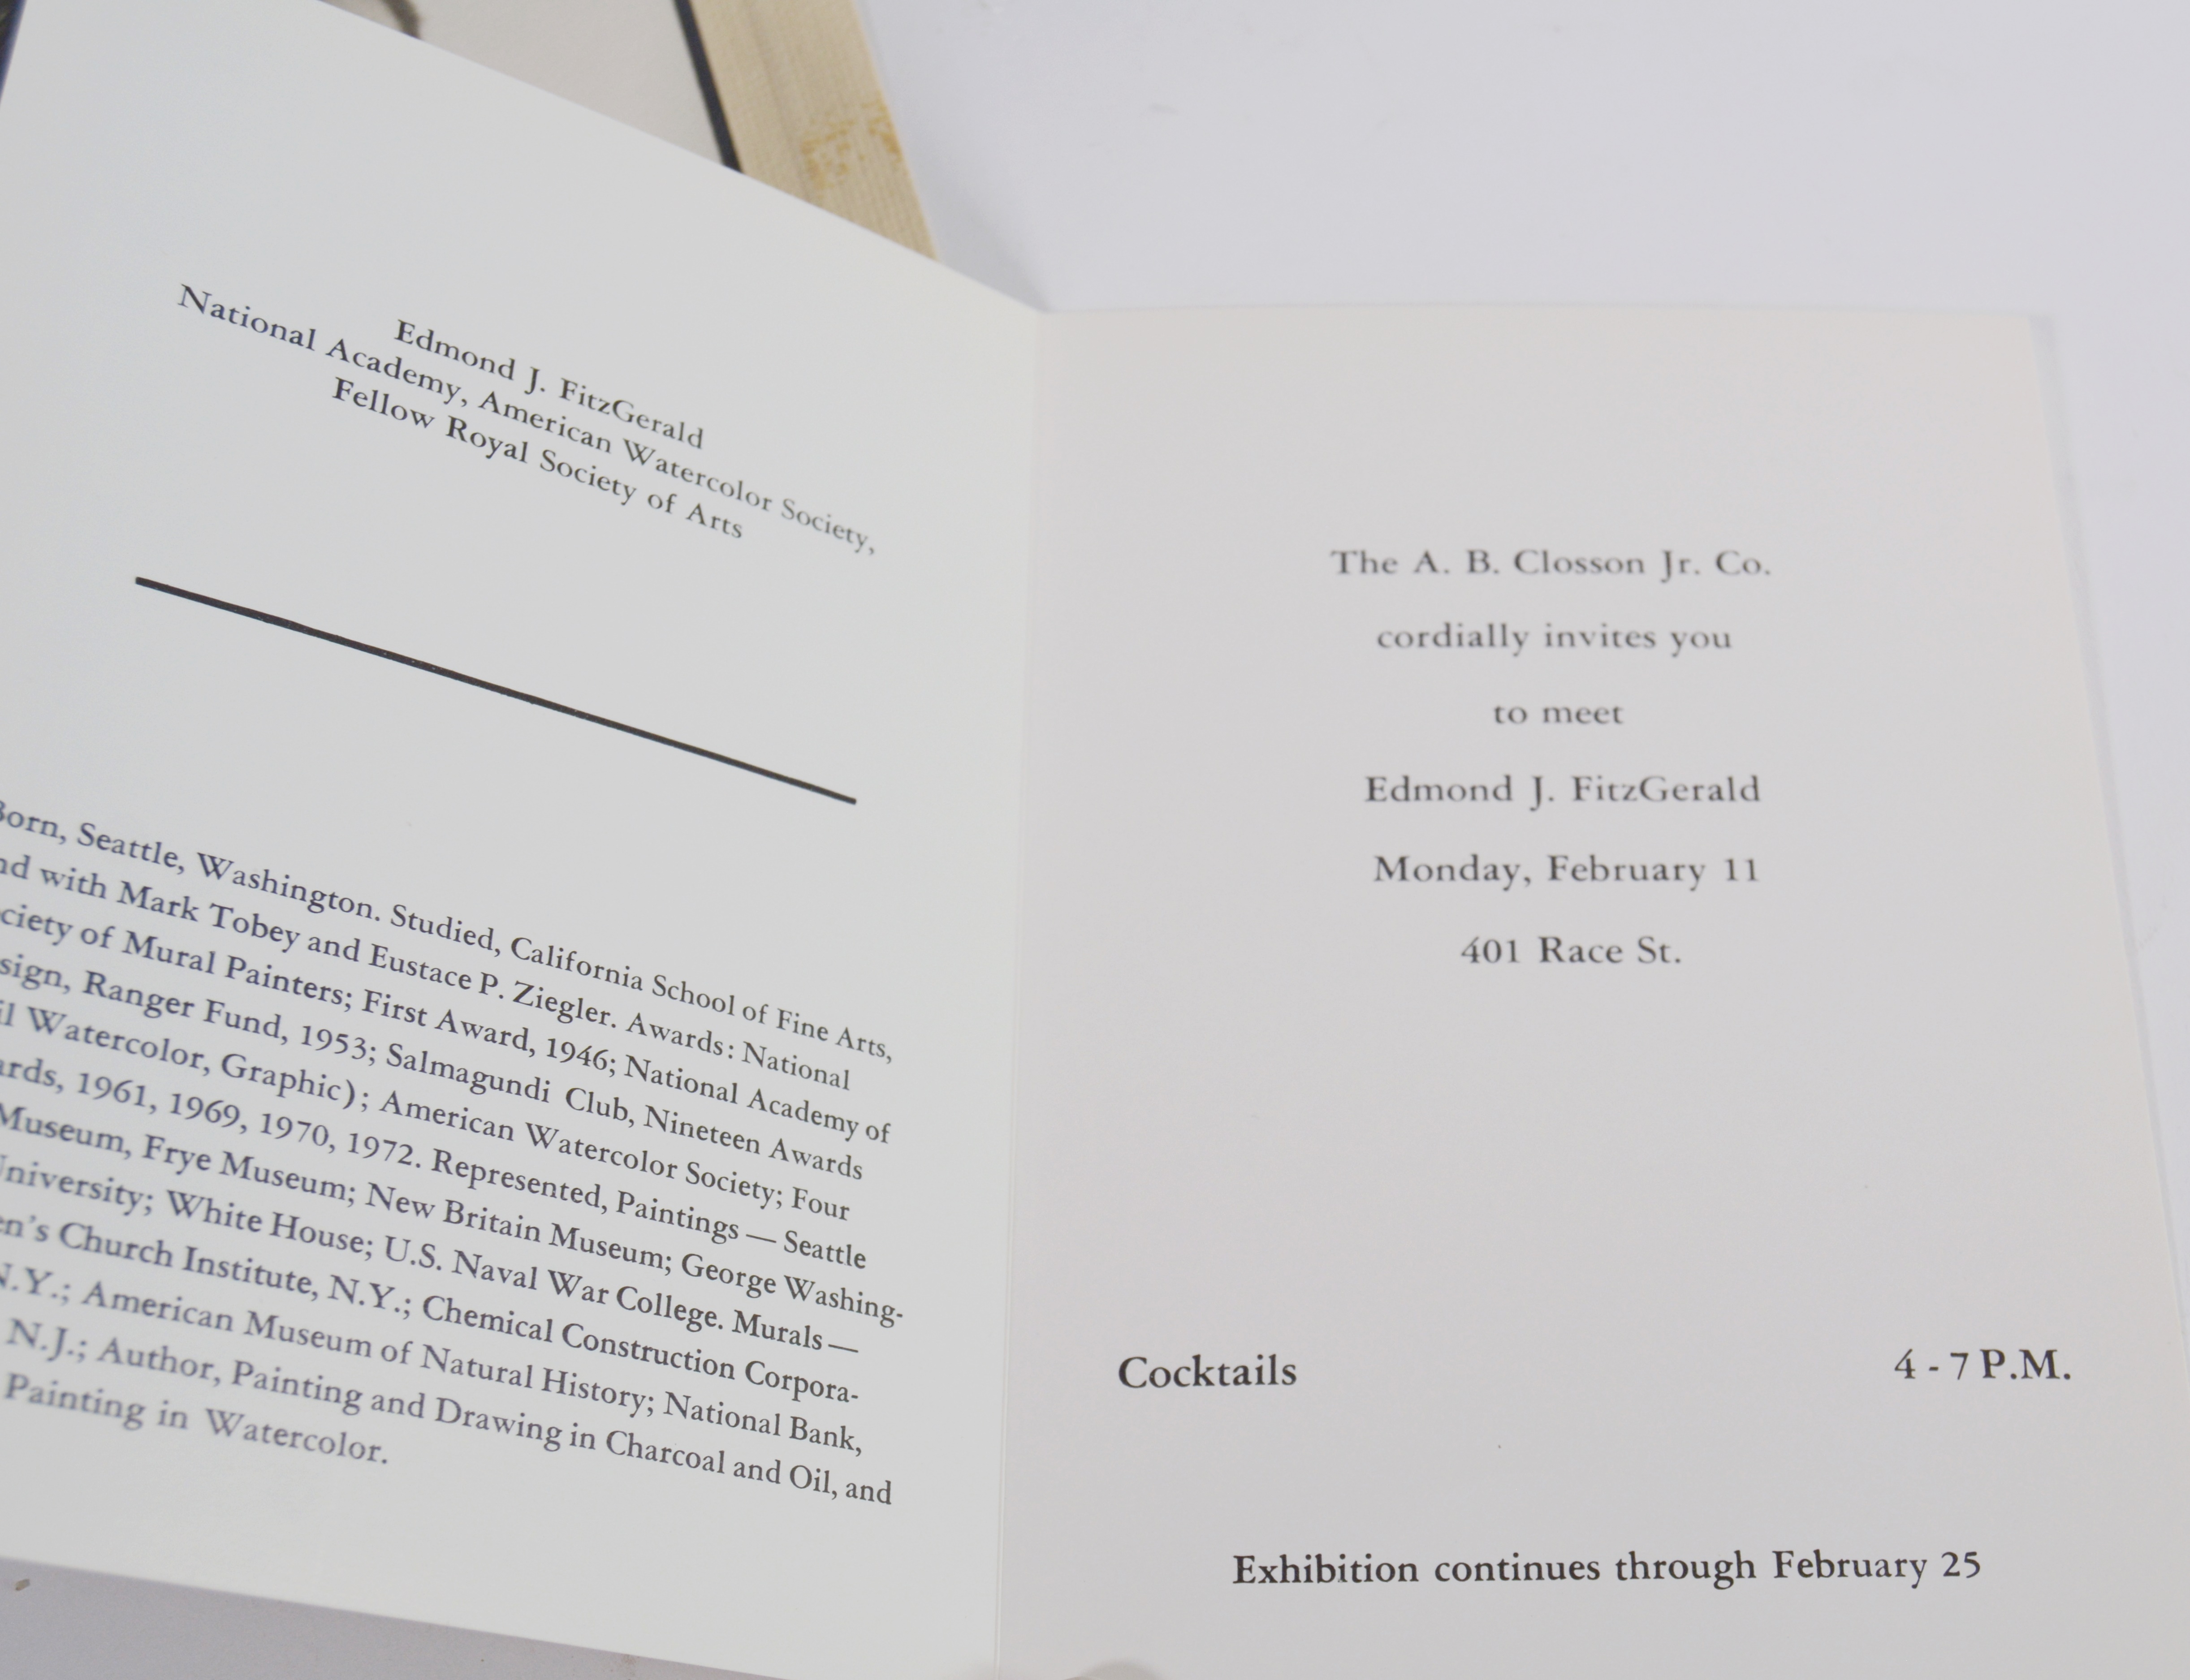 Edmond J. FitzGerald
National Academy, American Watercolor Society,
Fellow Royal Society of Arts
Born, Seattle, Washington. Studied, California School of Fine Arts,
with Mark Tobey and Eustace P. Ziegler. Awards: National
ciety of Mural Painters; First Award, 1946; National Academy of
sign, Ranger Fund, 1953; Salmagundi Club, Nineteen Awards
Watercolor, Graphic); American Watercolor Society; Four
ards, 1961, 1969, 1970, 1972. Represented, Paintings — Seattle
Museum, Frye Museum; New Britain Museum; George Washing-
University; White House; U.S. Naval War College. Murals —
en's Church Institute, N.Y.; Chemical Construction Corpora-
N.Y.; American Museum of Natural History; National Bank,
N.J.; Author, Painting and Drawing in Charcoal and Oil, and
Painting in Watercolor.
The A. B. Closson Jr. Co.
cordially invites you
to meet
Edmond J. FitzGerald
Monday, February 11
401 Race St.
Cocktails 4 - 7 P.M.
Exhibition continues through February 25